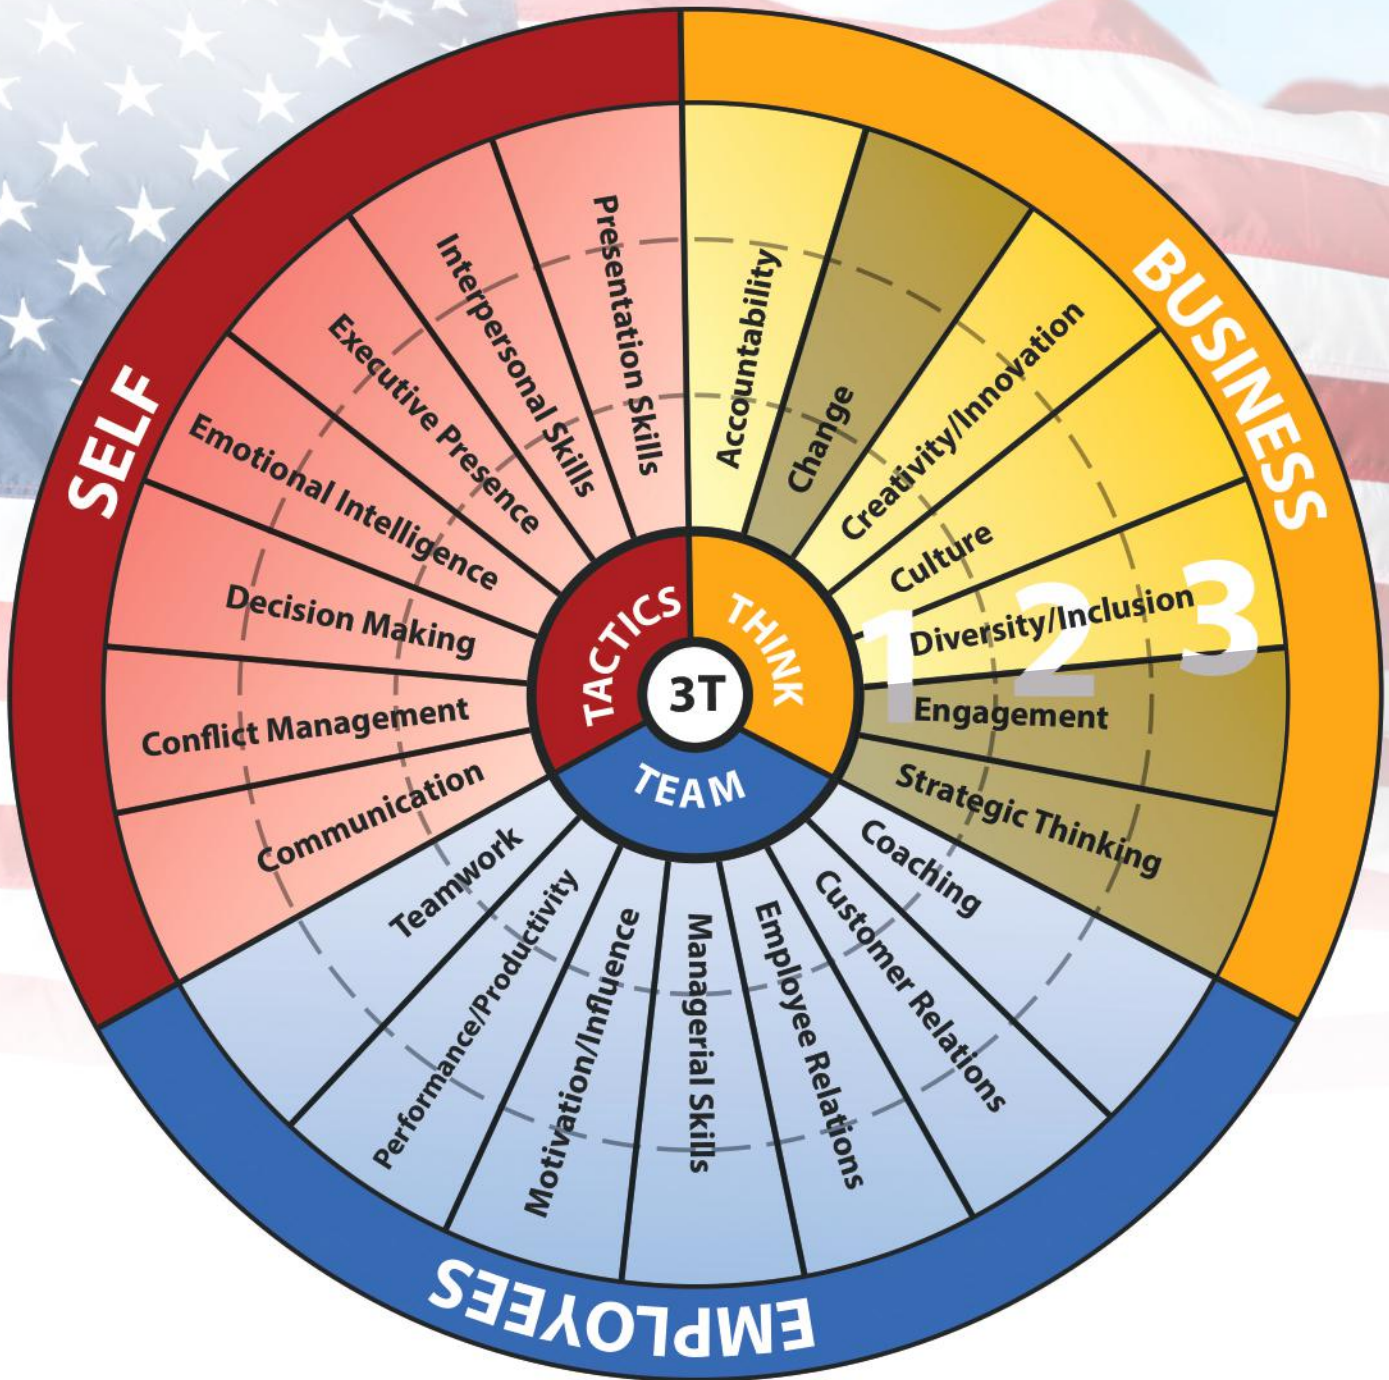 SELF
BUSINESS
EMPLOYEES
TACTICS
THINK
TEAM
3T
Accountability
Change
Creativity/Innovation
Culture
Diversity/Inclusion
Engagement
Strategic Thinking
1
2
3
Coaching
Customer Relations
Employee Relations
Managerial Skills
Motivation/Influence
Performance/Productivity
Teamwork
Communication
Conflict Management
Decision Making
Emotional Intelligence
Executive Presence
Interpersonal Skills
Presentation Skills